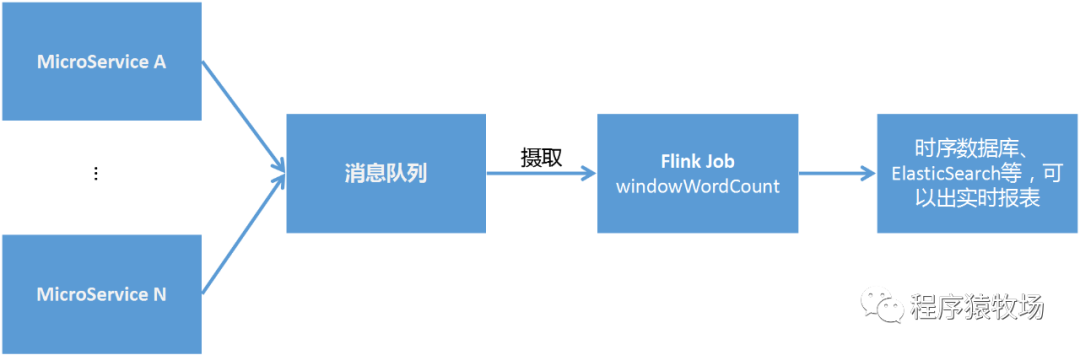 MicroService A
⋮
MicroService N
消息队列
摄取
Flink Job
windowWordCount
时序数据库、
ElasticSearch等，可
以出实时报表
程序猿牧场